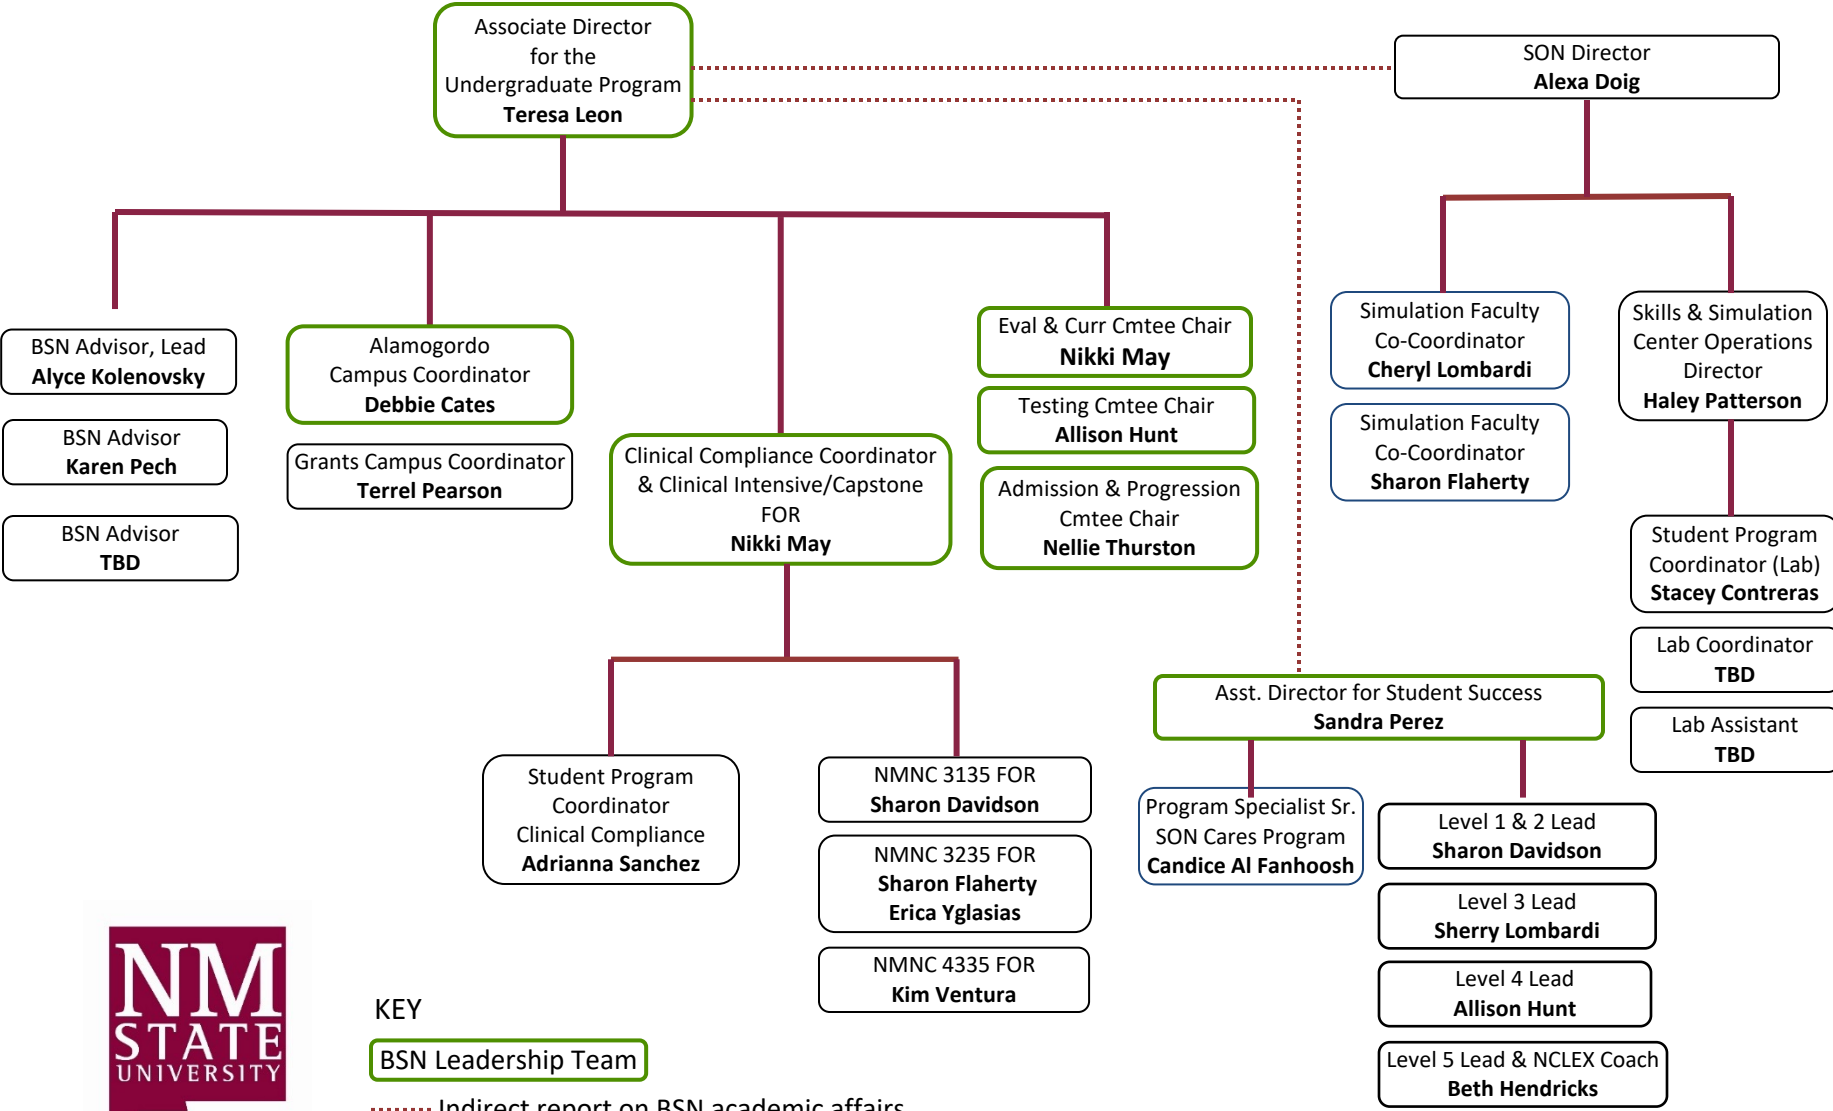 Associate Director
for the
Undergraduate Program
Teresa Leon
SON Director
Alexa Doig
BSN Advisor, Lead
Alyce Kolenovsky
BSN Advisor
Karen Pech
BSN Advisor
TBD
Alamogordo
Campus Coordinator
Debbie Cates
Grants Campus Coordinator
Terrel Pearson
Clinical Compliance Coordinator
& Clinical Intensive/Capstone
FOR
Nikki May
Eval & Curr Cmtee Chair
Nikki May
Testing Cmtee Chair
Allison Hunt
Admission & Progression
Cmtee Chair
Nellie Thurston
Simulation Faculty
Co-Coordinator
Cheryl Lombardi
Simulation Faculty
Co-Coordinator
Sharon Flaherty
Skills & Simulation
Center Operations
Director
Haley Patterson
Student Program
Coordinator (Lab)
Stacey Contreras
Lab Coordinator
TBD
Lab Assistant
TBD
Student Program
Coordinator
Clinical Compliance
Adrianna Sanchez
NMNC 3135 FOR
Sharon Davidson
NMNC 3235 FOR
Sharon Flaherty
Erica Yglasias
NMNC 4335 FOR
Kim Ventura
Asst. Director for Student Success
Sandra Perez
Program Specialist Sr.
SON Cares Program
Candice Al Fanhoosh
Level 1 & 2 Lead
Sharon Davidson
Level 3 Lead
Sherry Lombardi
Level 4 Lead
Allison Hunt
Level 5 Lead & NCLEX Coach
Beth Hendricks
NM
STATE
UNIVERSITY
KEY
BSN Leadership Team
Indirect report on BSN academic affairs